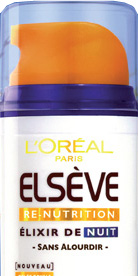 L'ORÉAL
PARIS
ELSÈVE
RE-NUTRITION
ÉLIXIR DE NUIT
- SANS ALOURDIR -
[NOUVEAU]